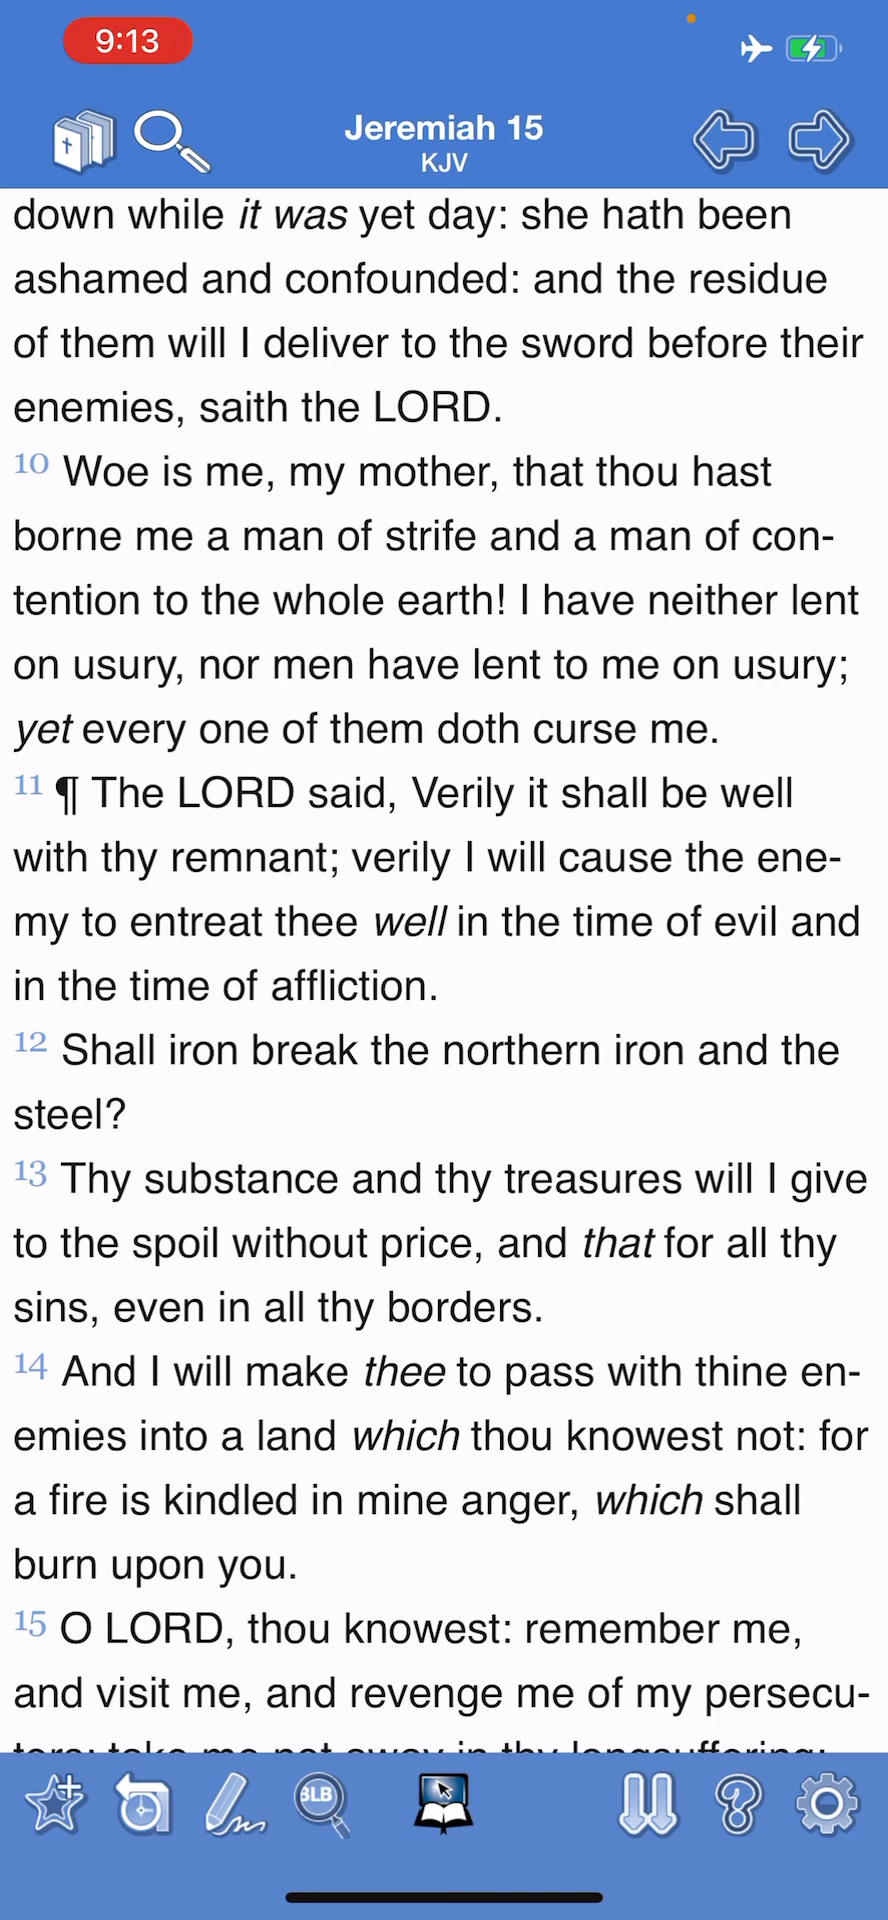 9:13
Jeremiah 15
KJV
down while it was yet day: she hath been
ashamed and confounded: and the residue
of them will I deliver to the sword before their
enemies, saith the LORD.
10 Woe is me, my mother, that thou hast
borne me a man of strife and a man of con-
tention to the whole earth! I have neither lent
on usury, nor men have lent to me on usury;
yet every one of them doth curse me.
11 ¶ The LORD said, Verily it shall be well
with thy remnant; verily I will cause the ene-
my to entreat thee well in the time of evil and
in the time of affliction.
12 Shall iron break the northern iron and the
steel?
13 Thy substance and thy treasures will I give
to the spoil without price, and that for all thy
sins, even in all thy borders.
14 And I will make thee to pass with thine en-
emies into a land which thou knowest not: for
a fire is kindled in mine anger, which shall
burn upon you.
15 O LORD, thou knowest: remember me,
and visit me, and revenge me of my persecu-
tors; take me not away in thy longsuffering:
BLB